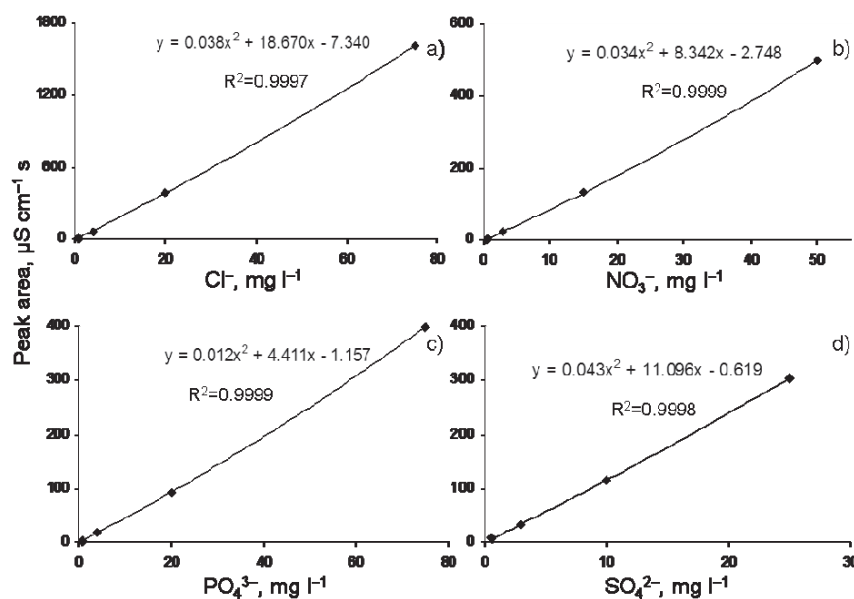 Peak area, µS cm⁻¹ s
1800
1200
600
0
0
20
40
60
80
y = 0.038x² + 18.670x - 7.340
R²=0.9997
a)
Cl⁻, mg l⁻¹
600
400
200
0
0
10
20
30
40
50
y = 0.034x² + 8.342x - 2.748
R²=0.9999
b)
NO₃⁻, mg l⁻¹
400
300
200
100
0
0
20
40
60
80
y = 0.012x² + 4.411x - 1.157
R²=0.9999
c)
PO₄³⁻, mg l⁻¹
400
300
200
100
0
0
10
20
30
y = 0.043x² + 11.096x - 0.619
R²=0.9998
d)
SO₄²⁻, mg l⁻¹